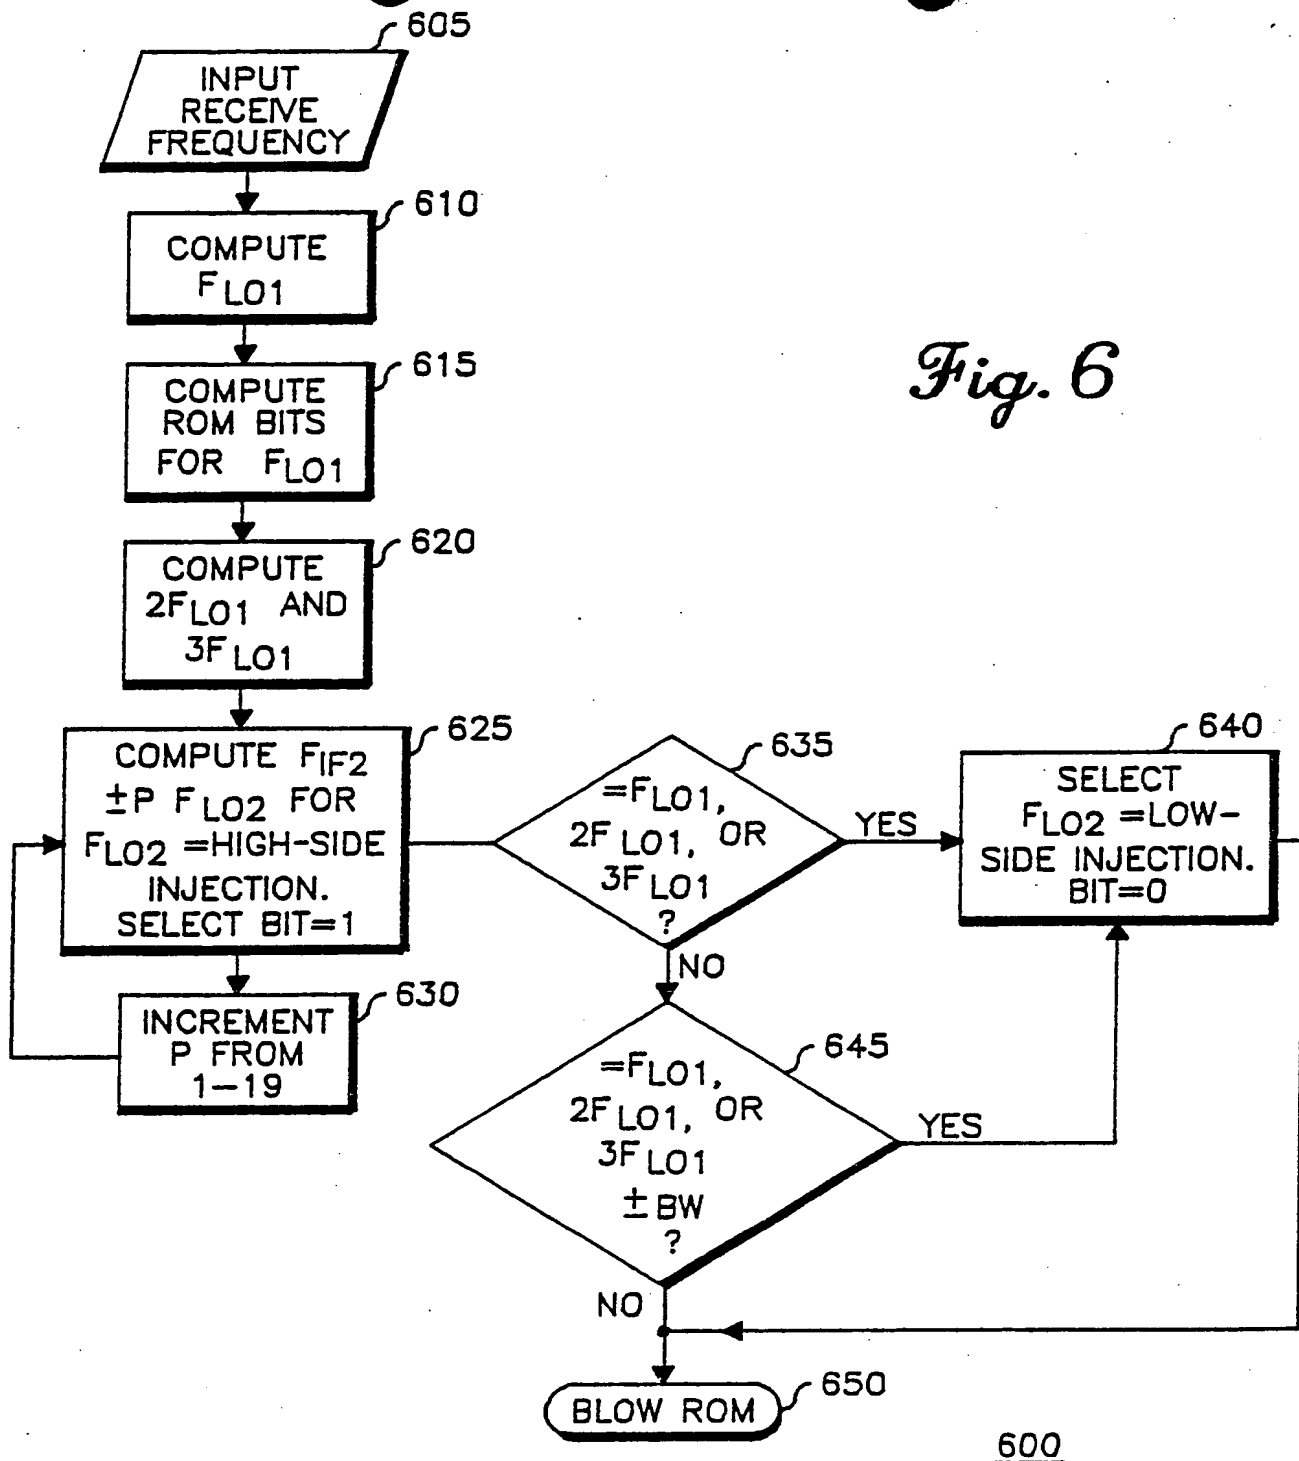 605
INPUT
RECEIVE
FREQUENCY
610
COMPUTE
FLO1
615
COMPUTE
ROM BITS
FOR FLO1
Fig. 6
620
COMPUTE
2FLO1 AND
3FLO1
625
COMPUTE FIF2
±P FLO2 FOR
FLO2 =HIGH-SIDE
INJECTION.
SELECT BIT=1
630
INCREMENT
P FROM
1-19
635
=FLO1,
2FLO1, OR
3FLO1
?
YES
NO
640
SELECT
FLO2 =LOW-
SIDE INJECTION.
BIT=0
645
=FLO1,
2FLO1, OR
3FLO1
±BW
?
YES
NO
650
BLOW ROM
600